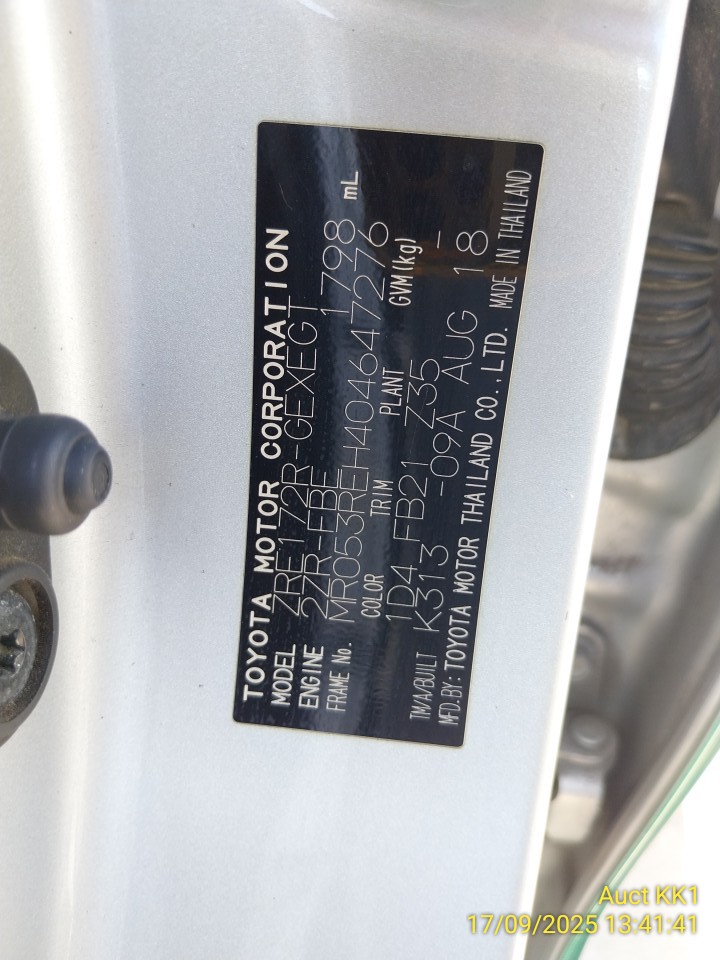 TOYOTA MOTOR CORPORATION
MODEL ZRE172R-GEXEGT
ENGINE 2ZR-FBE 1798 mL
FRAME No. MR053REH404647276
COLOR TRIM PLANT GVM(kg)
1D4 FB21 Z35 -
TM/A/BUILT K313 -09A AUG 18
MFD.BY: TOYOTA MOTOR THAILAND CO.,LTD. MADE IN THAILAND
Auct KK1
17/09/2025 13:41:41